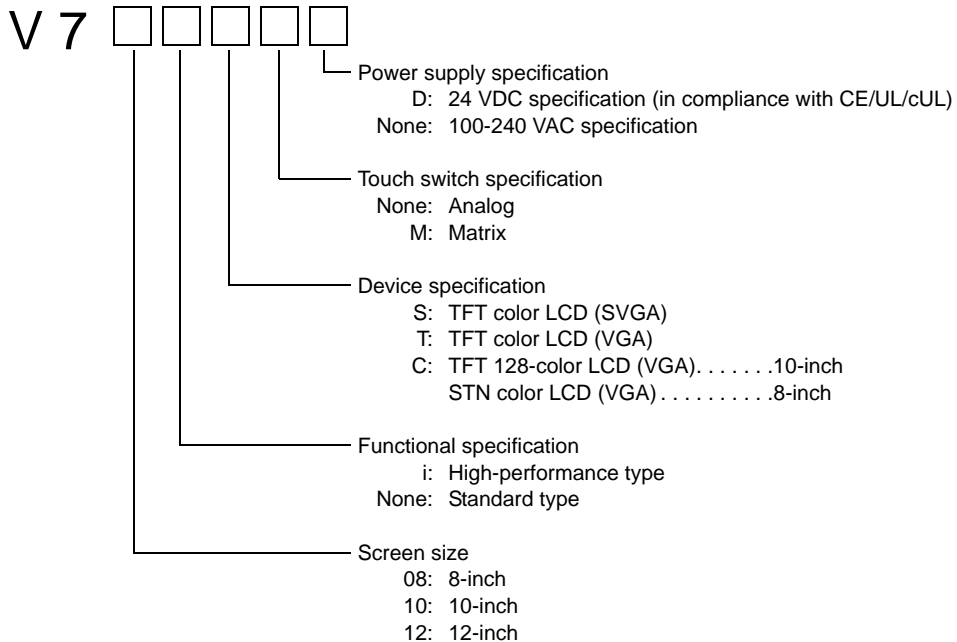 V 7
Power supply specification
D: 24 VDC specification (in compliance with CE/UL/cUL)
None: 100-240 VAC specification
Touch switch specification
None: Analog
M: Matrix
Device specification
S: TFT color LCD (SVGA)
T: TFT color LCD (VGA)
C: TFT 128-color LCD (VGA). . . . . . .10-inch
STN color LCD (VGA) . . . . . . . . . .8-inch
Functional specification
i: High-performance type
None: Standard type
Screen size
08: 8-inch
10: 10-inch
12: 12-inch